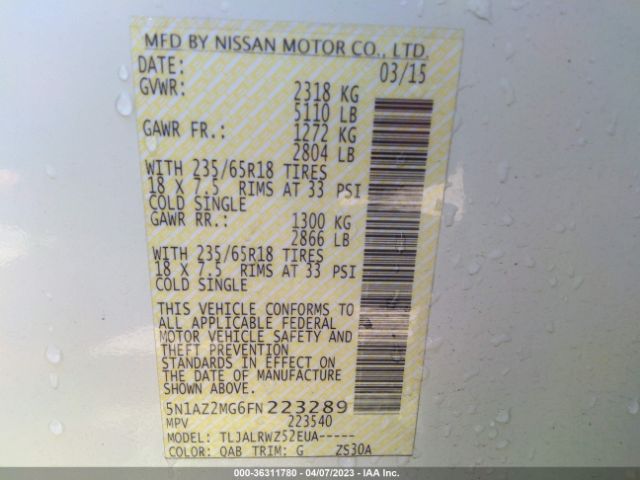 MFD BY NISSAN MOTOR CO., LTD.
DATE: 03/15
GVWR: 2318 KG
5110 LB
GAWR FR.: 1272 KG
2804 LB
WITH 235/65R18 TIRES
18 X 7.5 RIMS AT 33 PSI
COLD SINGLE
GAWR RR.: 1300 KG
2866 LB
WITH 235/65R18 TIRES
18 X 7.5 RIMS AT 33 PSI
COLD SINGLE
THIS VEHICLE CONFORMS TO
ALL APPLICABLE FEDERAL
MOTOR VEHICLE SAFETY AND
THEFT PREVENTION
STANDARDS IN EFFECT ON
THE DATE OF MANUFACTURE
SHOWN ABOVE.
5N1AZ2MG6FN223289
MPV 223540
MODEL: TLJALRWZ52EUA-----
COLOR: QAB TRIM: G ZS30A
000-36311780 - 04/07/2023 - IAA Inc.